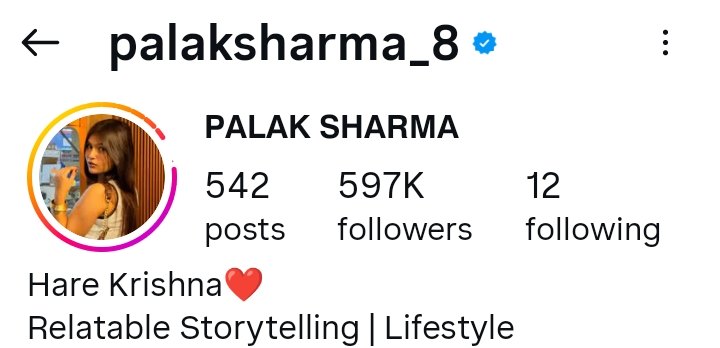 palaksharma_8
PALAK SHARMA
542 597K 12
posts followers following
Hare Krishna❤️
Relatable Storytelling | Lifestyle